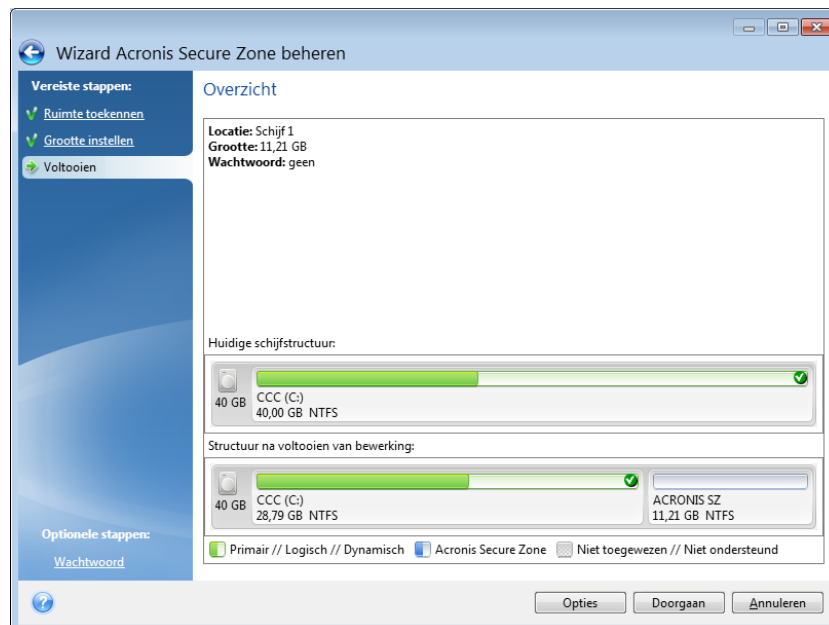 Wizard Acronis Secure Zone beheren
Vereiste stappen:
Ruimte toekennen
Grootte instellen
Voltooien
Optionele stappen:
Wachtwoord
Overzicht
Locatie: Schijf 1
Grootte: 11,21 GB
Wachtwoord: geen
Huidige schijfstructuur:
40 GB
CCC (C:)
40,00 GB NTFS
Structuur na voltooien van bewerking:
40 GB
CCC (C:)
28,79 GB NTFS
ACRONIS SZ
11,21 GB NTFS
Primair // Logisch // Dynamisch Acronis Secure Zone Niet toegewezen // Niet ondersteund
? Opties Doorgaan Annuleren